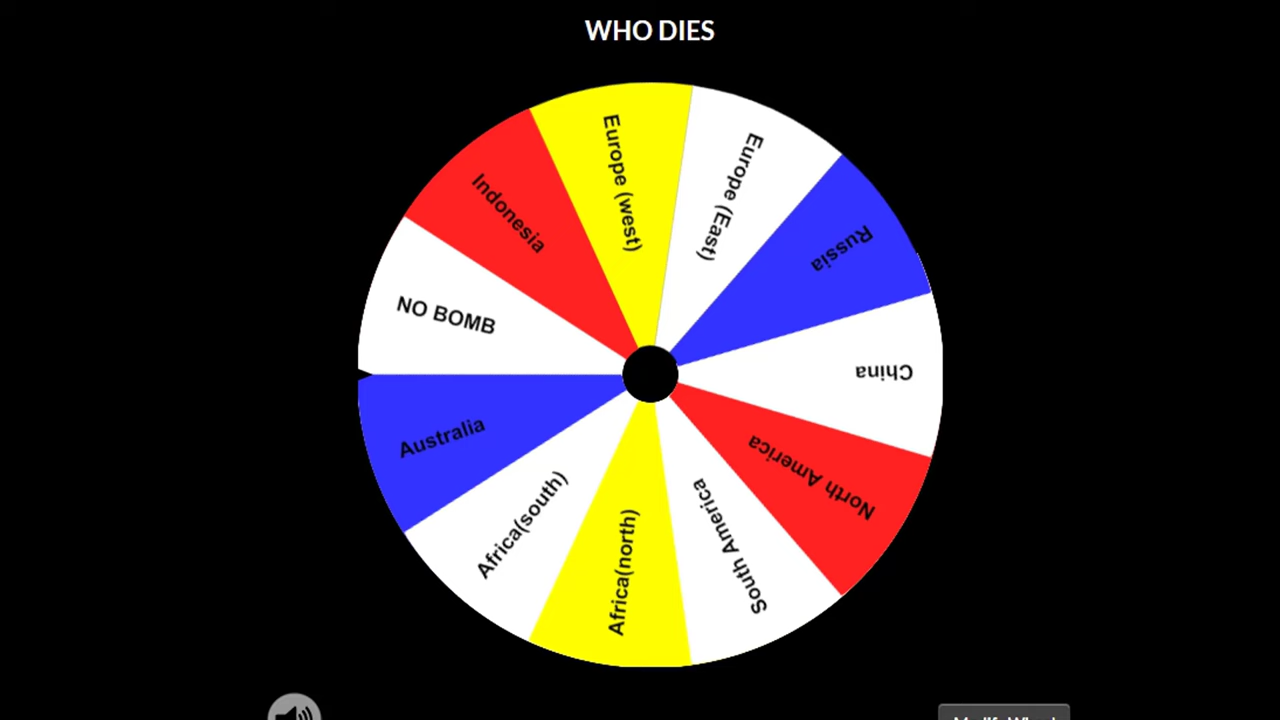 WHO DIES
Europe (west)
Europe (East)
Russia
China
North America
South America
Africa(north)
Africa(south)
Australia
NO BOMB
Indonesia